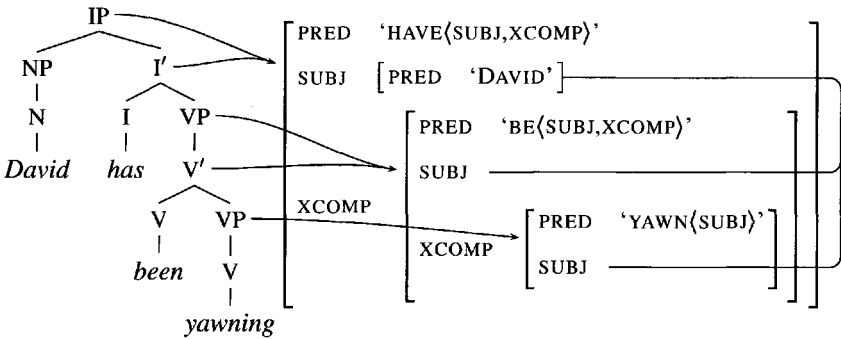 IP
PRED ‘HAVE⟨SUBJ,XCOMP⟩’
NP I′ SUBJ [PRED ‘DAVID’]
N I VP PRED ‘BE⟨SUBJ,XCOMP⟩’
David has V′ SUBJ
V VP XCOMP PRED ‘YAWN⟨SUBJ⟩’
XCOMP
been V SUBJ
yawning